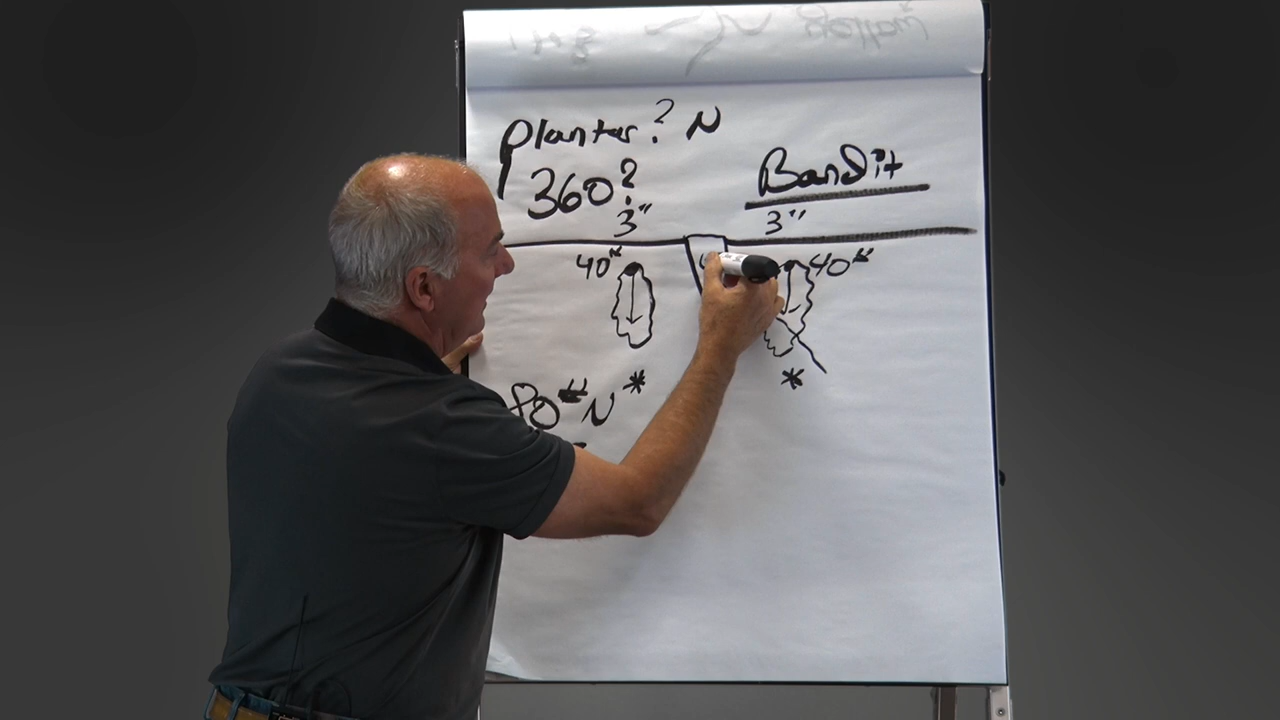 Planter? N
360?
Bandit
3" 3"
40# 40#
80# N * *